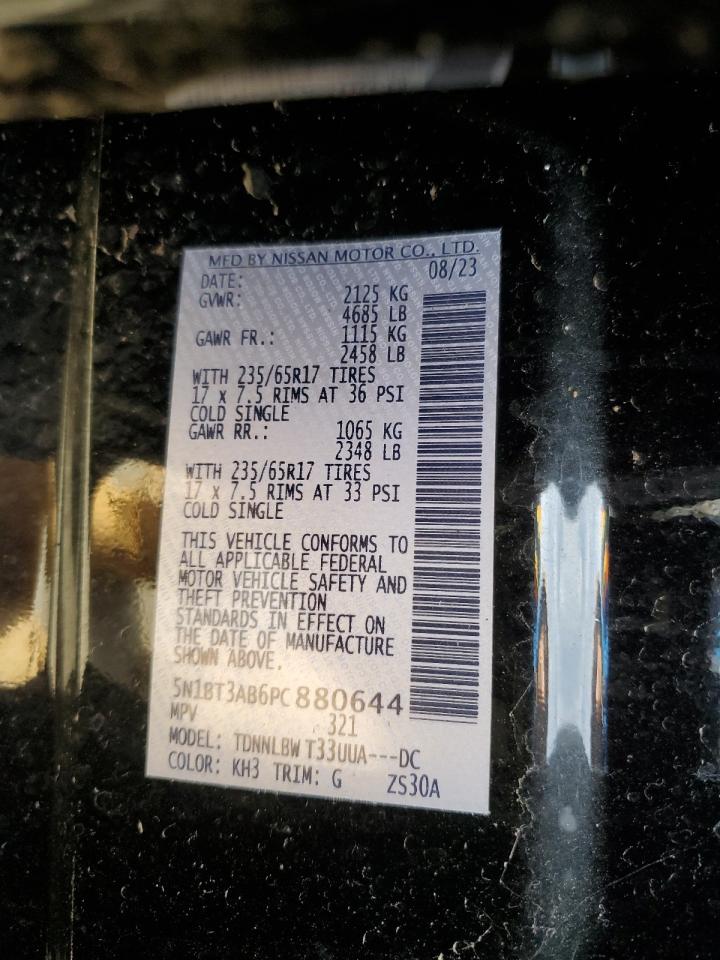 MFD BY NISSAN MOTOR CO., LTD.
DATE: 08/23
GVWR: 2125 KG
4685 LB
GAWR FR.: 1115 KG
2458 LB
WITH 235/65R17 TIRES
17 x 7.5 RIMS AT 36 PSI
COLD SINGLE
GAWR RR.: 1065 KG
2348 LB
WITH 235/65R17 TIRES
17 x 7.5 RIMS AT 33 PSI
COLD SINGLE
THIS VEHICLE CONFORMS TO
ALL APPLICABLE FEDERAL
MOTOR VEHICLE SAFETY AND
THEFT PREVENTION
STANDARDS IN EFFECT ON
THE DATE OF MANUFACTURE
SHOWN ABOVE.
5N1BT3AB6PC880644
MPV 321
MODEL: TDNNLBW T33UUA---DC
COLOR: KH3 TRIM: G ZS30A